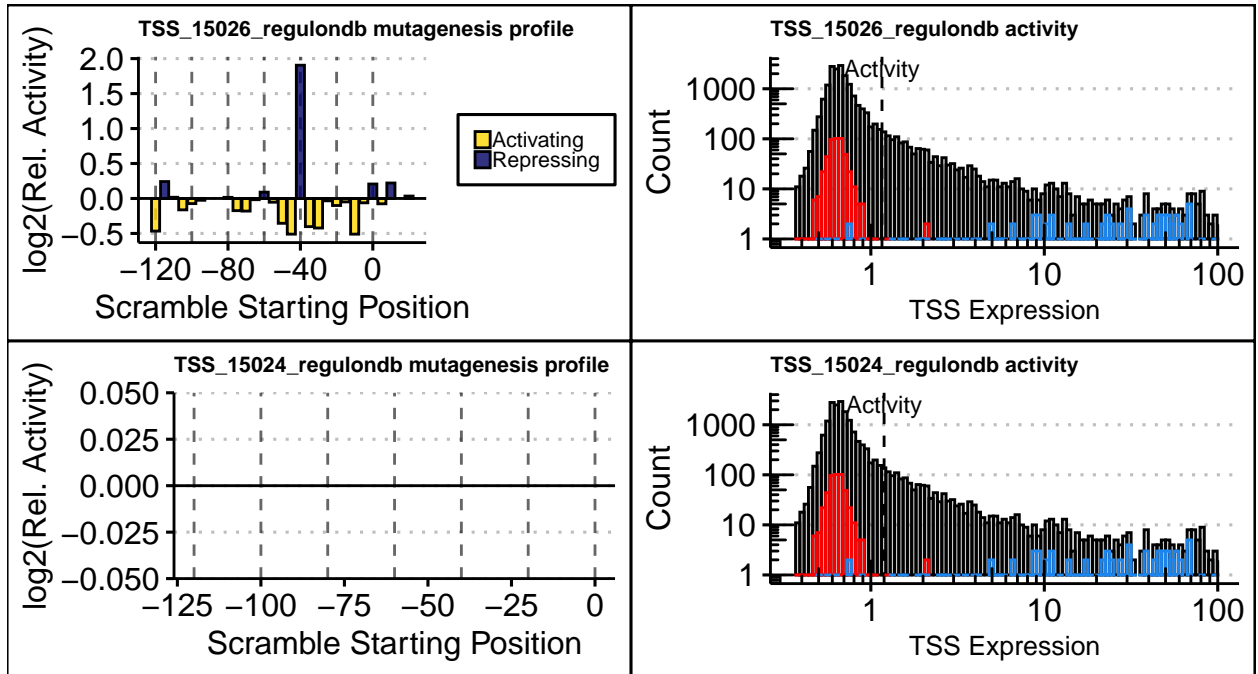 TSS_15026_regulondb mutagenesis profile
log2(Rel. Activity)
2.0
1.5
1.0
0.5
0.0
−0.5
−120 −80 −40 0
Scramble Starting Position
Activating
Repressing
TSS_15026_regulondb activity
Activity
Count
1000
100
10
1
1 10 100
TSS Expression
TSS_15024_regulondb mutagenesis profile
log2(Rel. Activity)
0.050
0.025
0.000
−0.025
−0.050
−125 −100 −75 −50 −25 0
Scramble Starting Position
TSS_15024_regulondb activity
Activity
Count
1000
100
10
1
1 10 100
TSS Expression